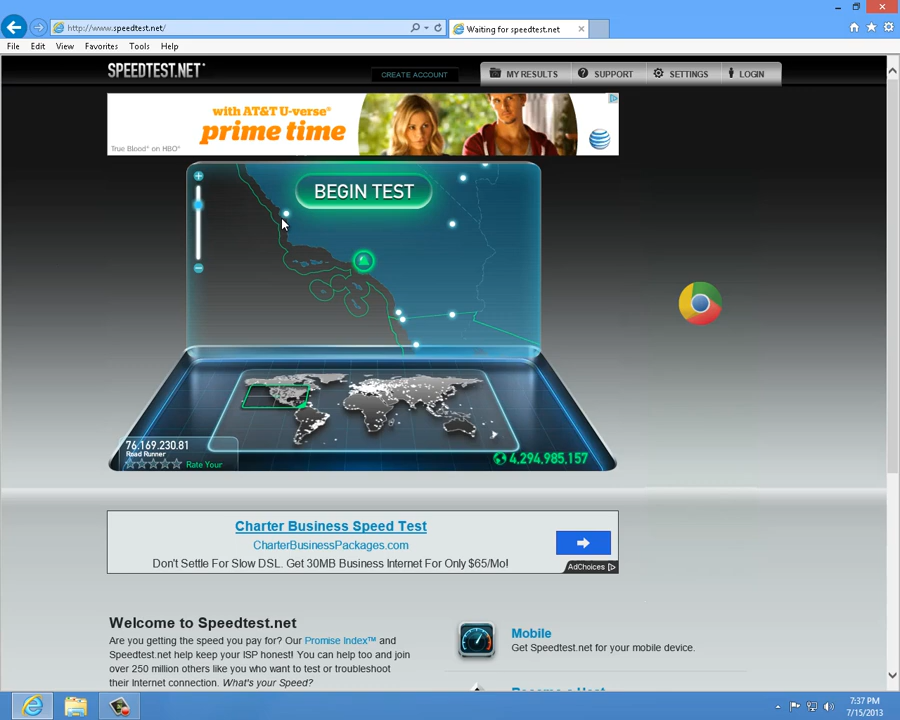 http://www.speedtest.net/
Waiting for speedtest.net
File Edit View Favorites Tools Help
SPEEDTEST.NET
CREATE ACCOUNT
MY RESULTS
SUPPORT
SETTINGS
LOGIN
with AT&T U-verse®
prime time
True Blood® on HBO®
at&t
BEGIN TEST
76.169.230.81
Road Runner
Rate Your
4,294,985,157
Charter Business Speed Test
CharterBusinessPackages.com
Don't Settle For Slow DSL. Get 30MB Business Internet For Only $65/Mo!
AdChoices
Welcome to Speedtest.net
Are you getting the speed you pay for? Our Promise Index™ and
Speedtest.net help keep your ISP honest! You can help too and join
over 250 million others like you who want to test or troubleshoot
their Internet connection. What's your Speed?
Mobile
Get Speedtest.net for your mobile device.
Become a Host
7:37 PM
7/15/2013